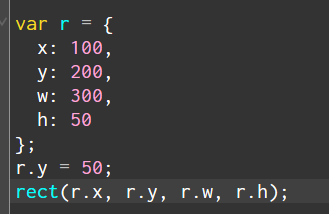 var r = {
  x: 100,
  y: 200,
  w: 300,
  h: 50
};
r.y = 50;
rect(r.x, r.y, r.w, r.h);